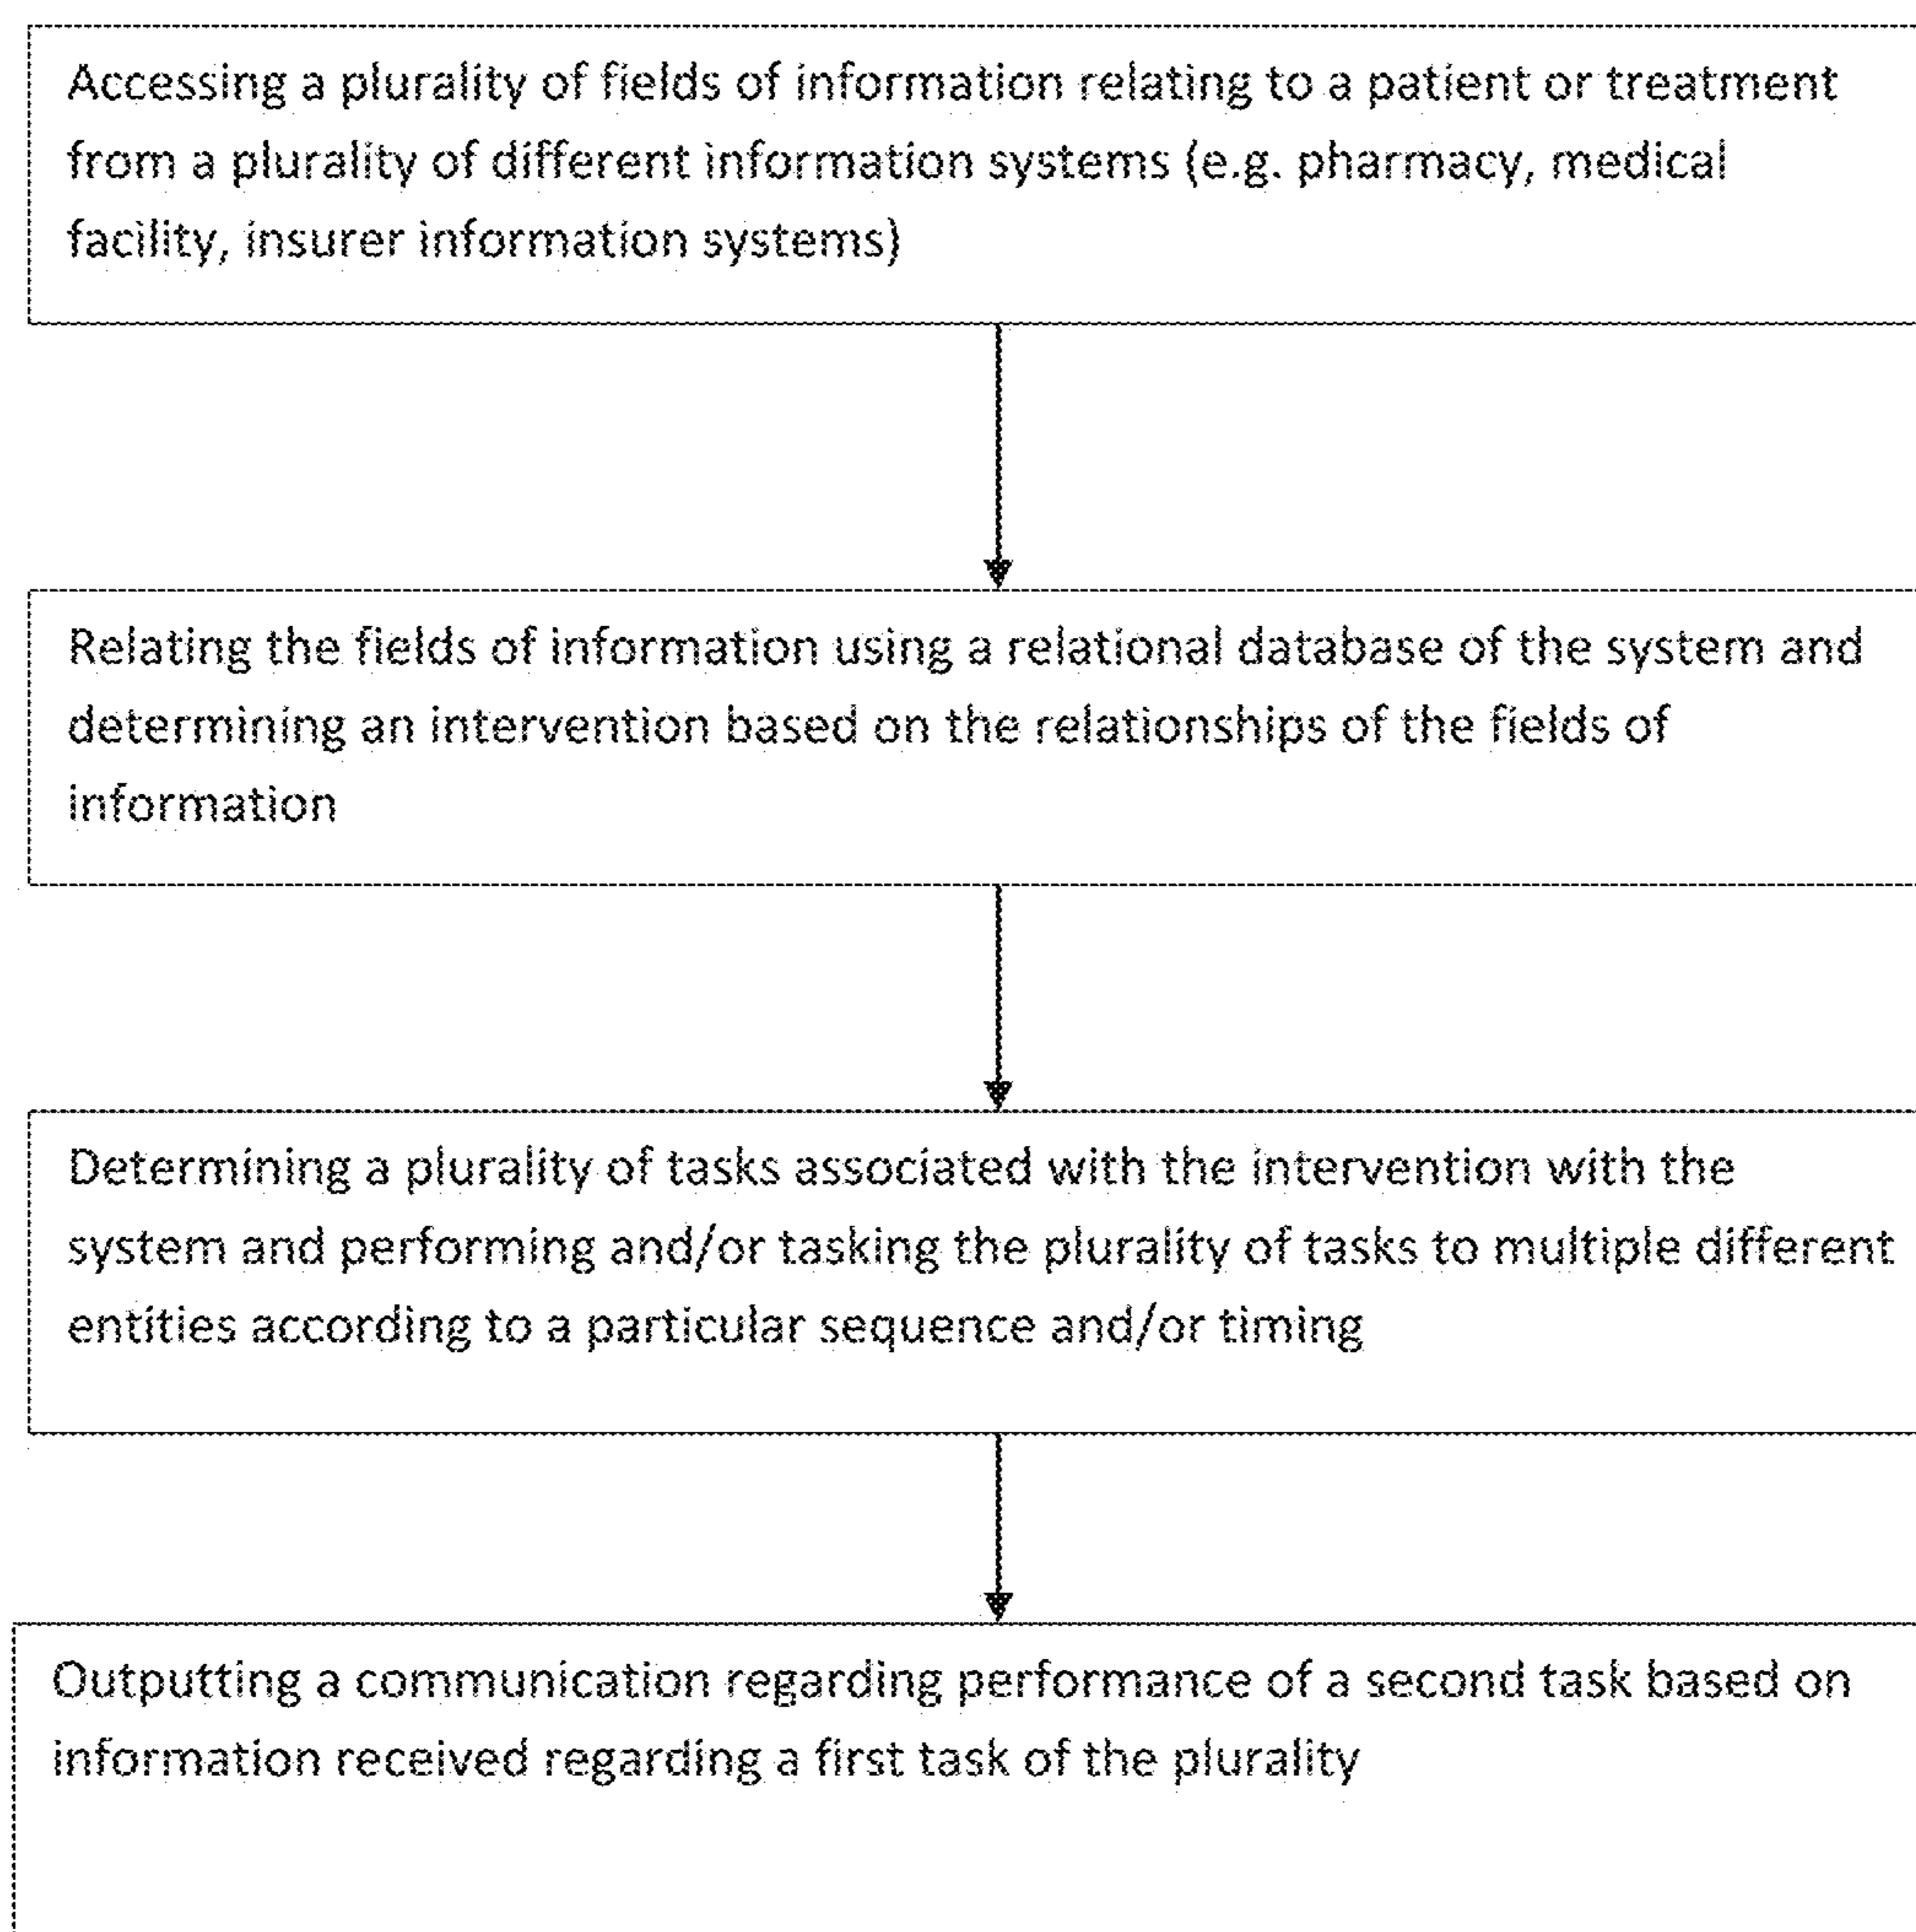 Accessing a plurality of fields of information relating to a patient or treatment
from a plurality of different information systems (e.g. pharmacy, medical
facility, insurer information systems)
Relating the fields of information using a relational database of the system and
determining an intervention based on the relationships of the fields of
information
Determining a plurality of tasks associated with the intervention with the
system and performing and/or tasking the plurality of tasks to multiple different
entities according to a particular sequence and/or timing
Outputting a communication regarding performance of a second task based on
information received regarding a first task of the plurality